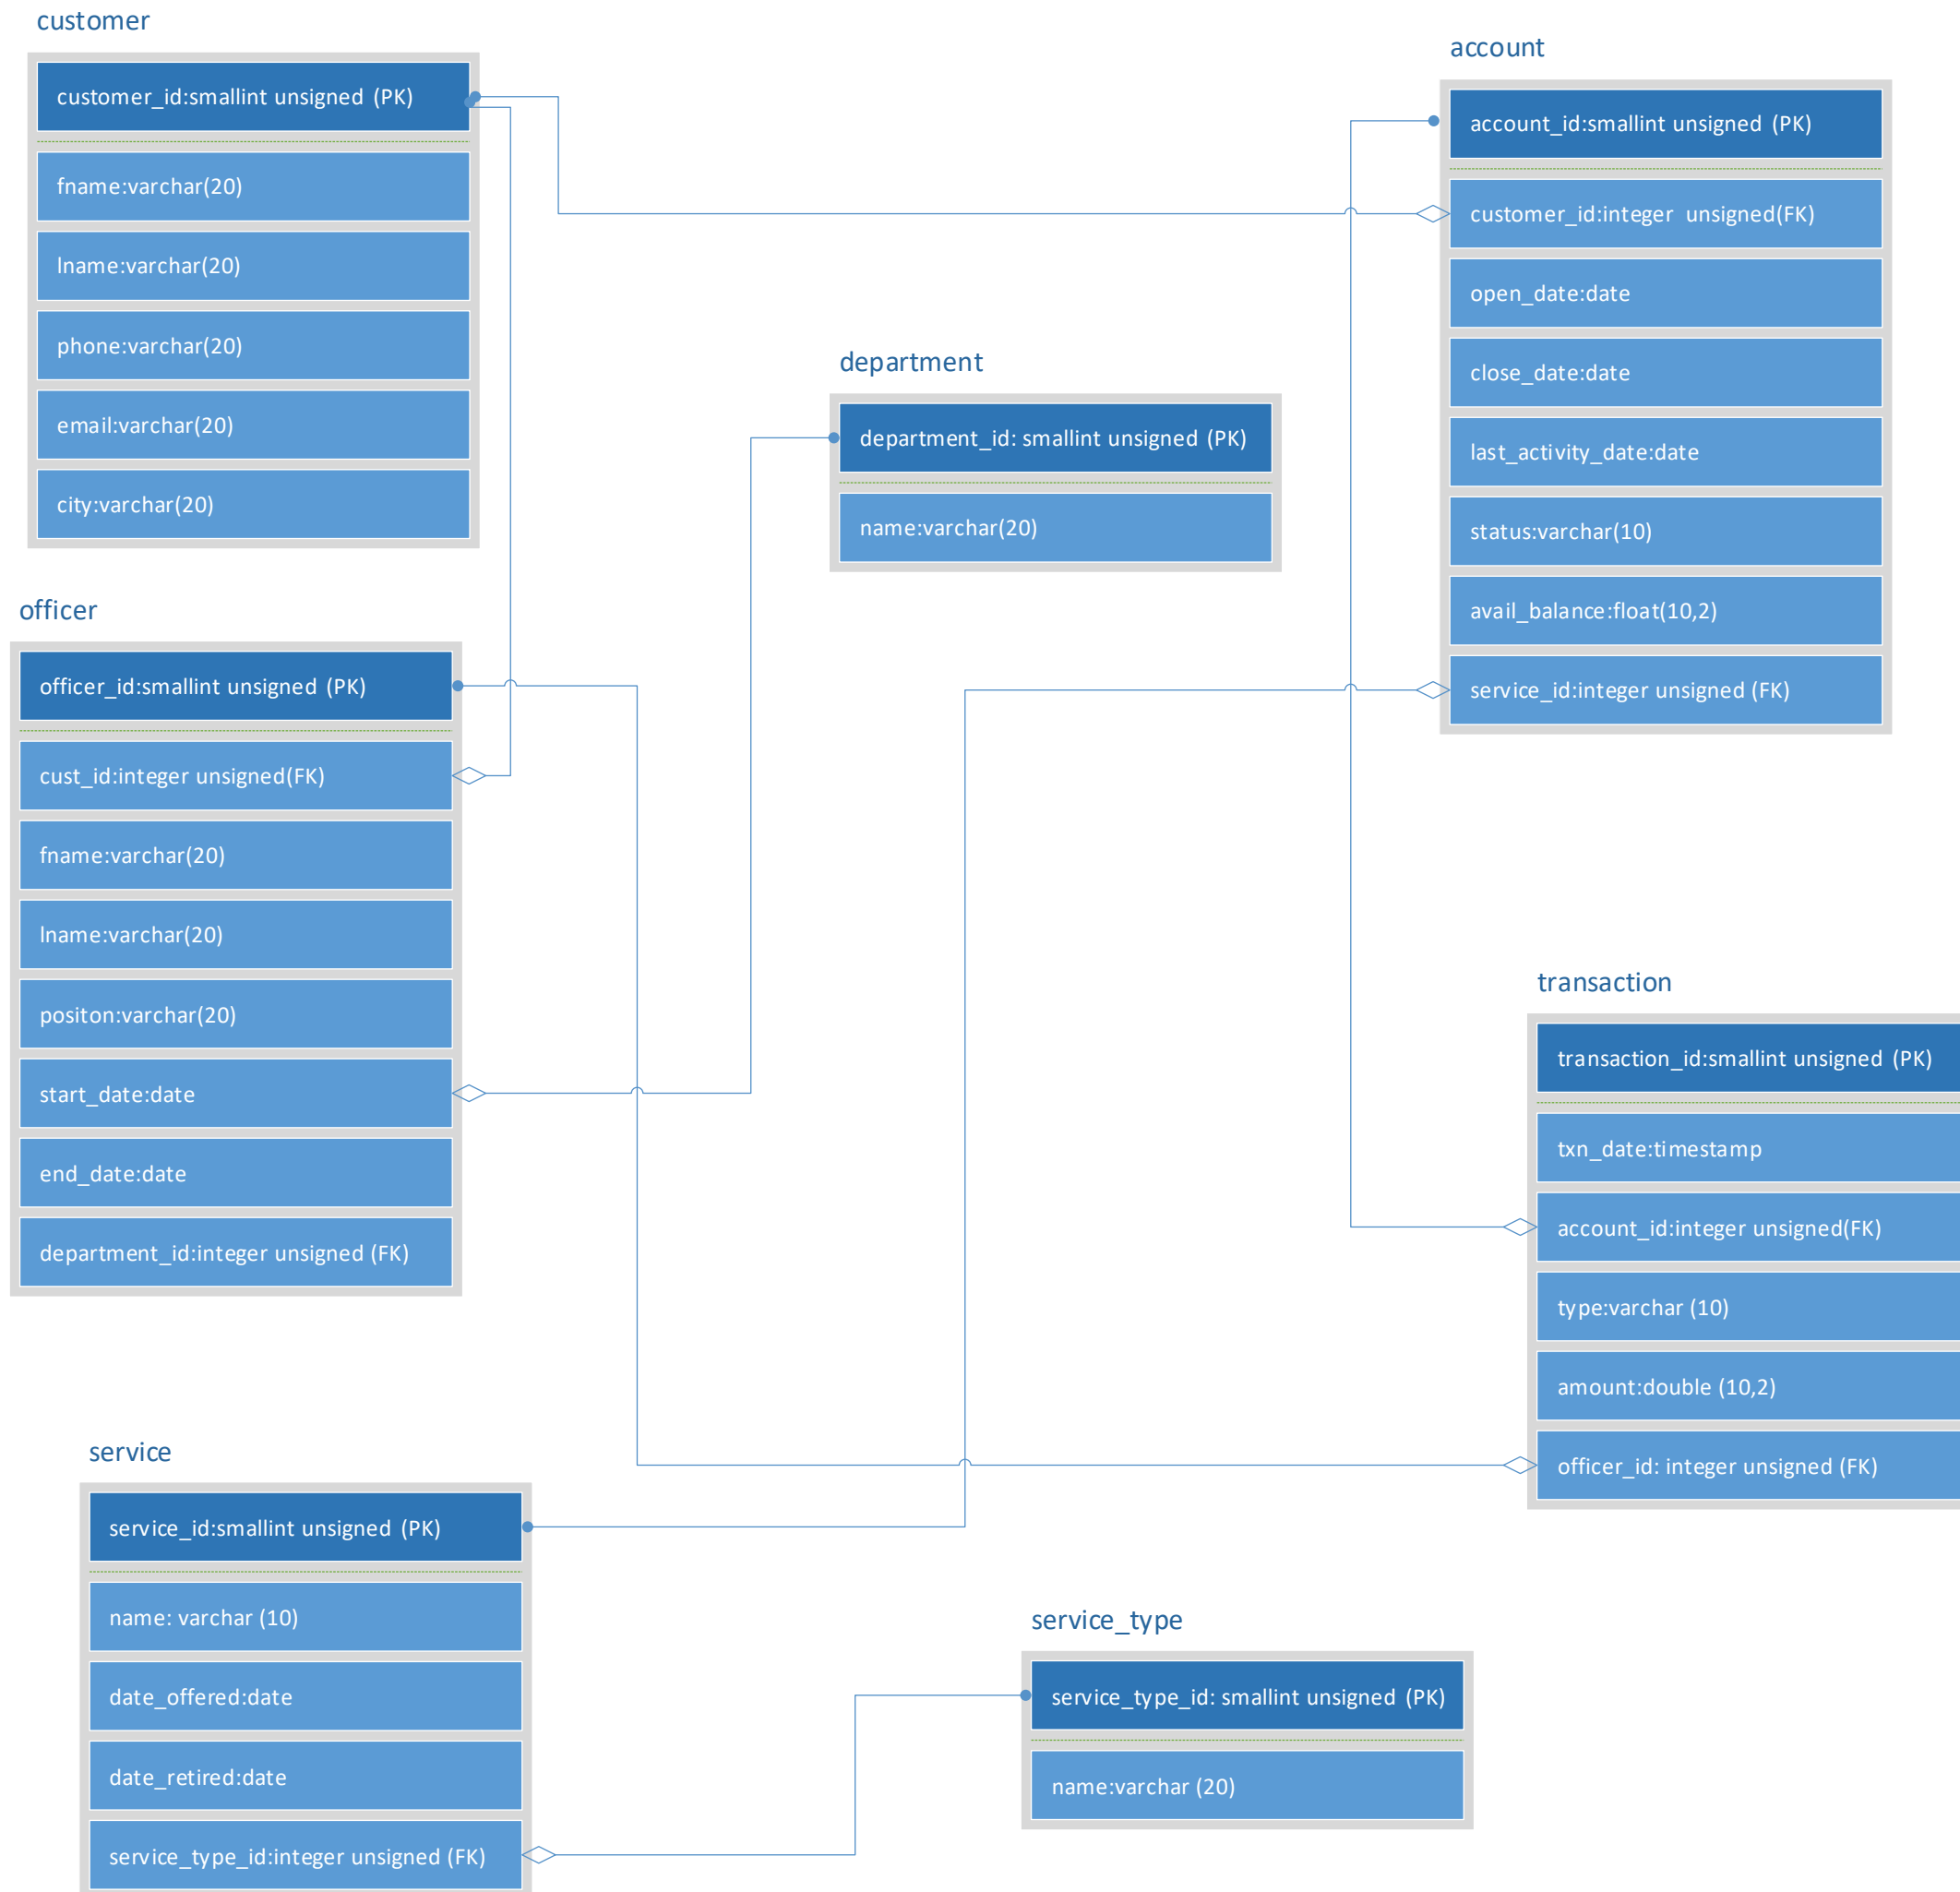 customer
customer_id:smallint unsigned (PK)
fname:varchar(20)
lname:varchar(20)
phone:varchar(20)
email:varchar(20)
city:varchar(20)
account
account_id:smallint unsigned (PK)
customer_id:integer unsigned(FK)
open_date:date
close_date:date
last_activity_date:date
status:varchar(10)
avail_balance:float(10,2)
service_id:integer unsigned (FK)
department
department_id: smallint unsigned (PK)
name:varchar(20)
officer
officer_id:smallint unsigned (PK)
cust_id:integer unsigned(FK)
fname:varchar(20)
lname:varchar(20)
positon:varchar(20)
start_date:date
end_date:date
department_id:integer unsigned (FK)
transaction
transaction_id:smallint unsigned (PK)
txn_date:timestamp
account_id:integer unsigned(FK)
type:varchar (10)
amount:double (10,2)
officer_id: integer unsigned (FK)
service
service_id:smallint unsigned (PK)
name: varchar (10)
date_offered:date
date_retired:date
service_type_id:integer unsigned (FK)
service_type
service_type_id: smallint unsigned (PK)
name:varchar (20)